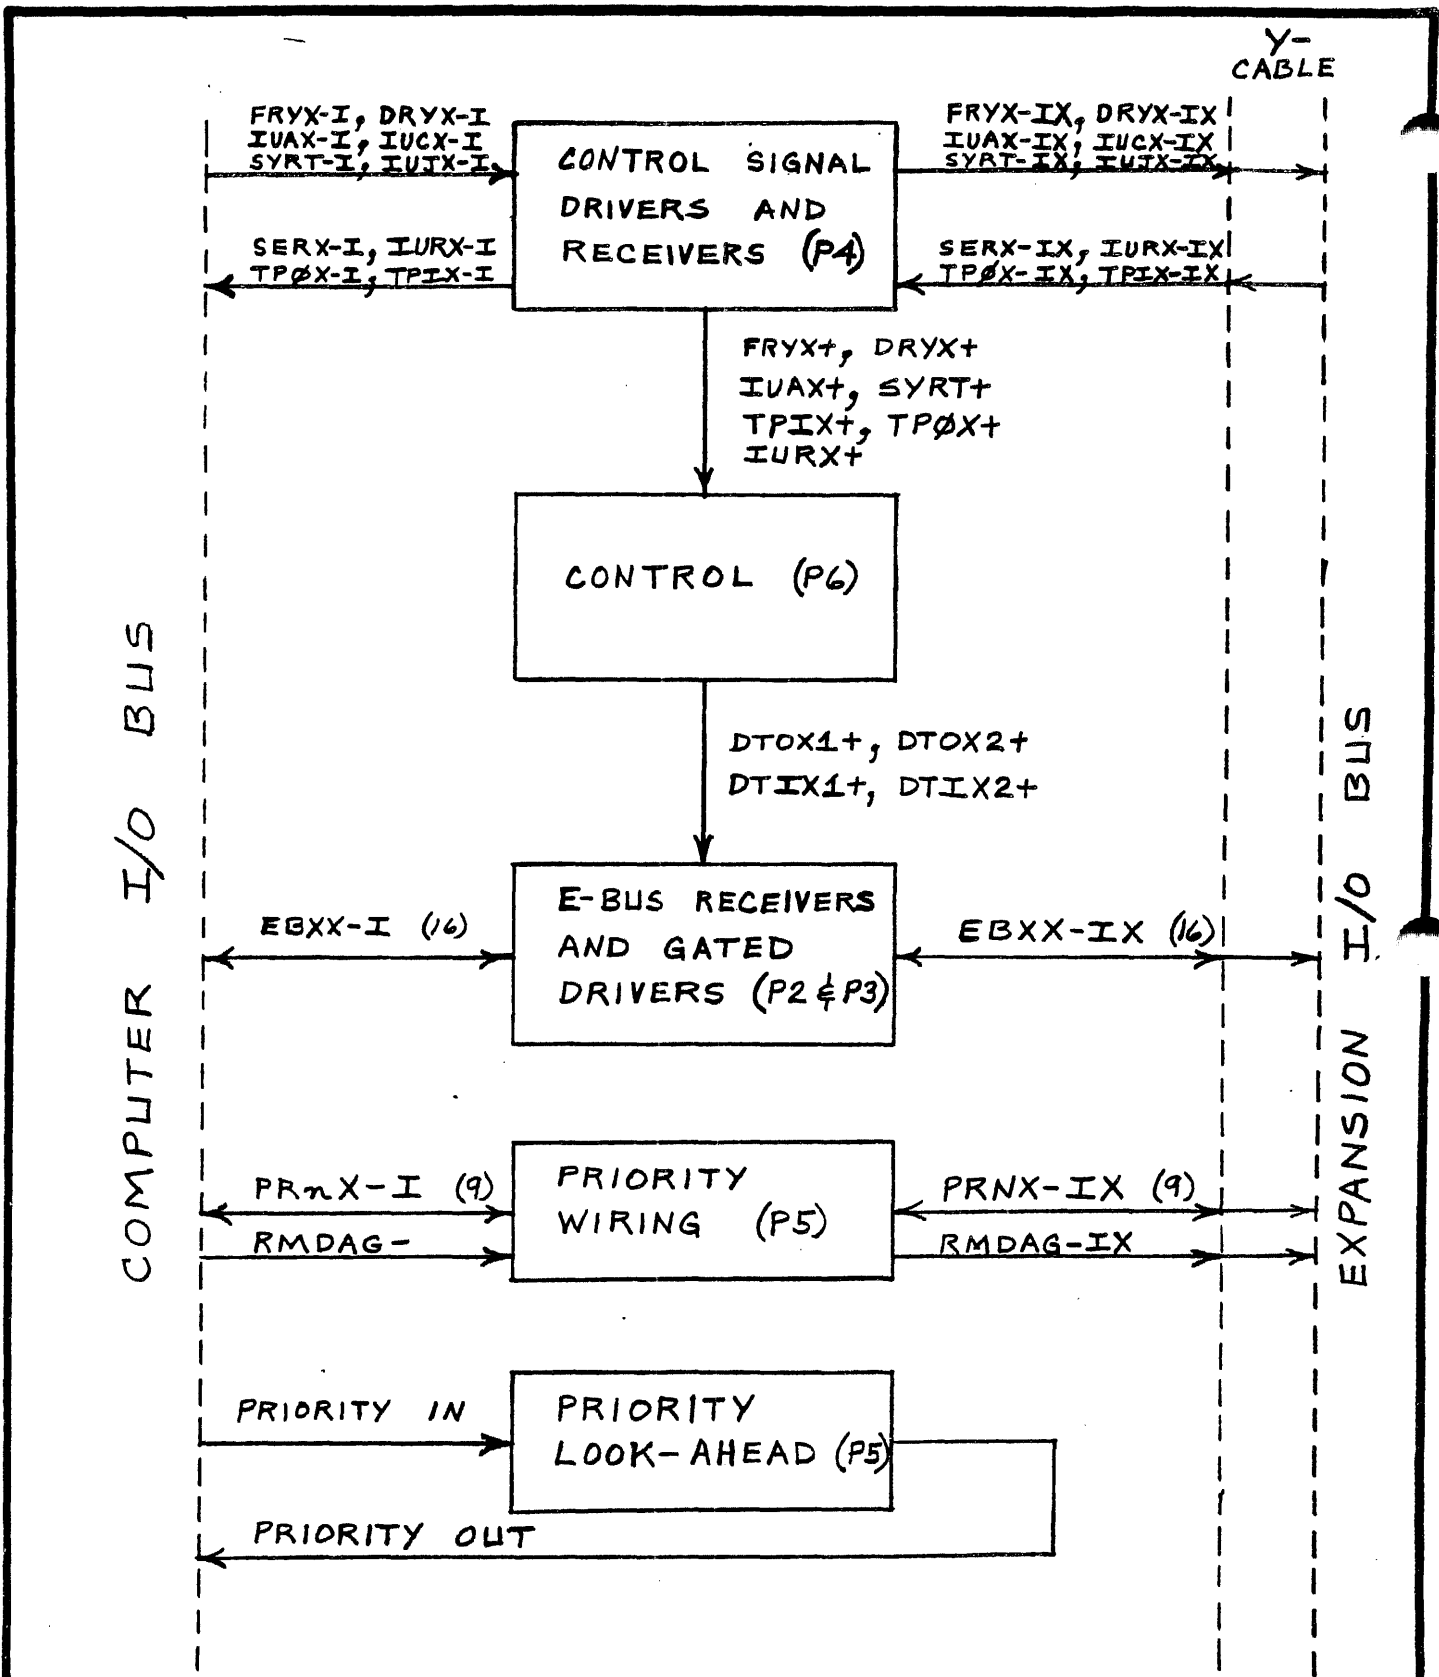 Y-
CABLE
FRYX-I, DRYX-I
IUAX-I, IUCX-I
SYRT-I, IUJX-I
FRYX-IX, DRYX-IX
IUAX-IX, IUCX-IX
SYRT-IX, IUJX-IX
CONTROL SIGNAL
DRIVERS AND
RECEIVERS (P4)
SERX-I, IURX-I
TPØX-I, TPIX-I
SERX-IX, IURX-IX
TPØX-IX, TPIX-IX
FRYX+, DRYX+
IUAX+, SYRT+
TPIX+, TPØX+
IURX+
CONTROL (P6)
DTOX1+, DTOX2+
DTIX1+, DTIX2+
COMPUTER I/O BUS
EXPANSION I/O BUS
EBXX-I (16)
E-BUS RECEIVERS
AND GATED
DRIVERS (P2 & P3)
EBXX-IX (16)
PRnX-I (9)
RMDAG-
PRIORITY
WIRING (P5)
PRNX-IX (9)
RMDAG-IX
PRIORITY IN
PRIORITY
LOOK-AHEAD (P5)
PRIORITY OUT